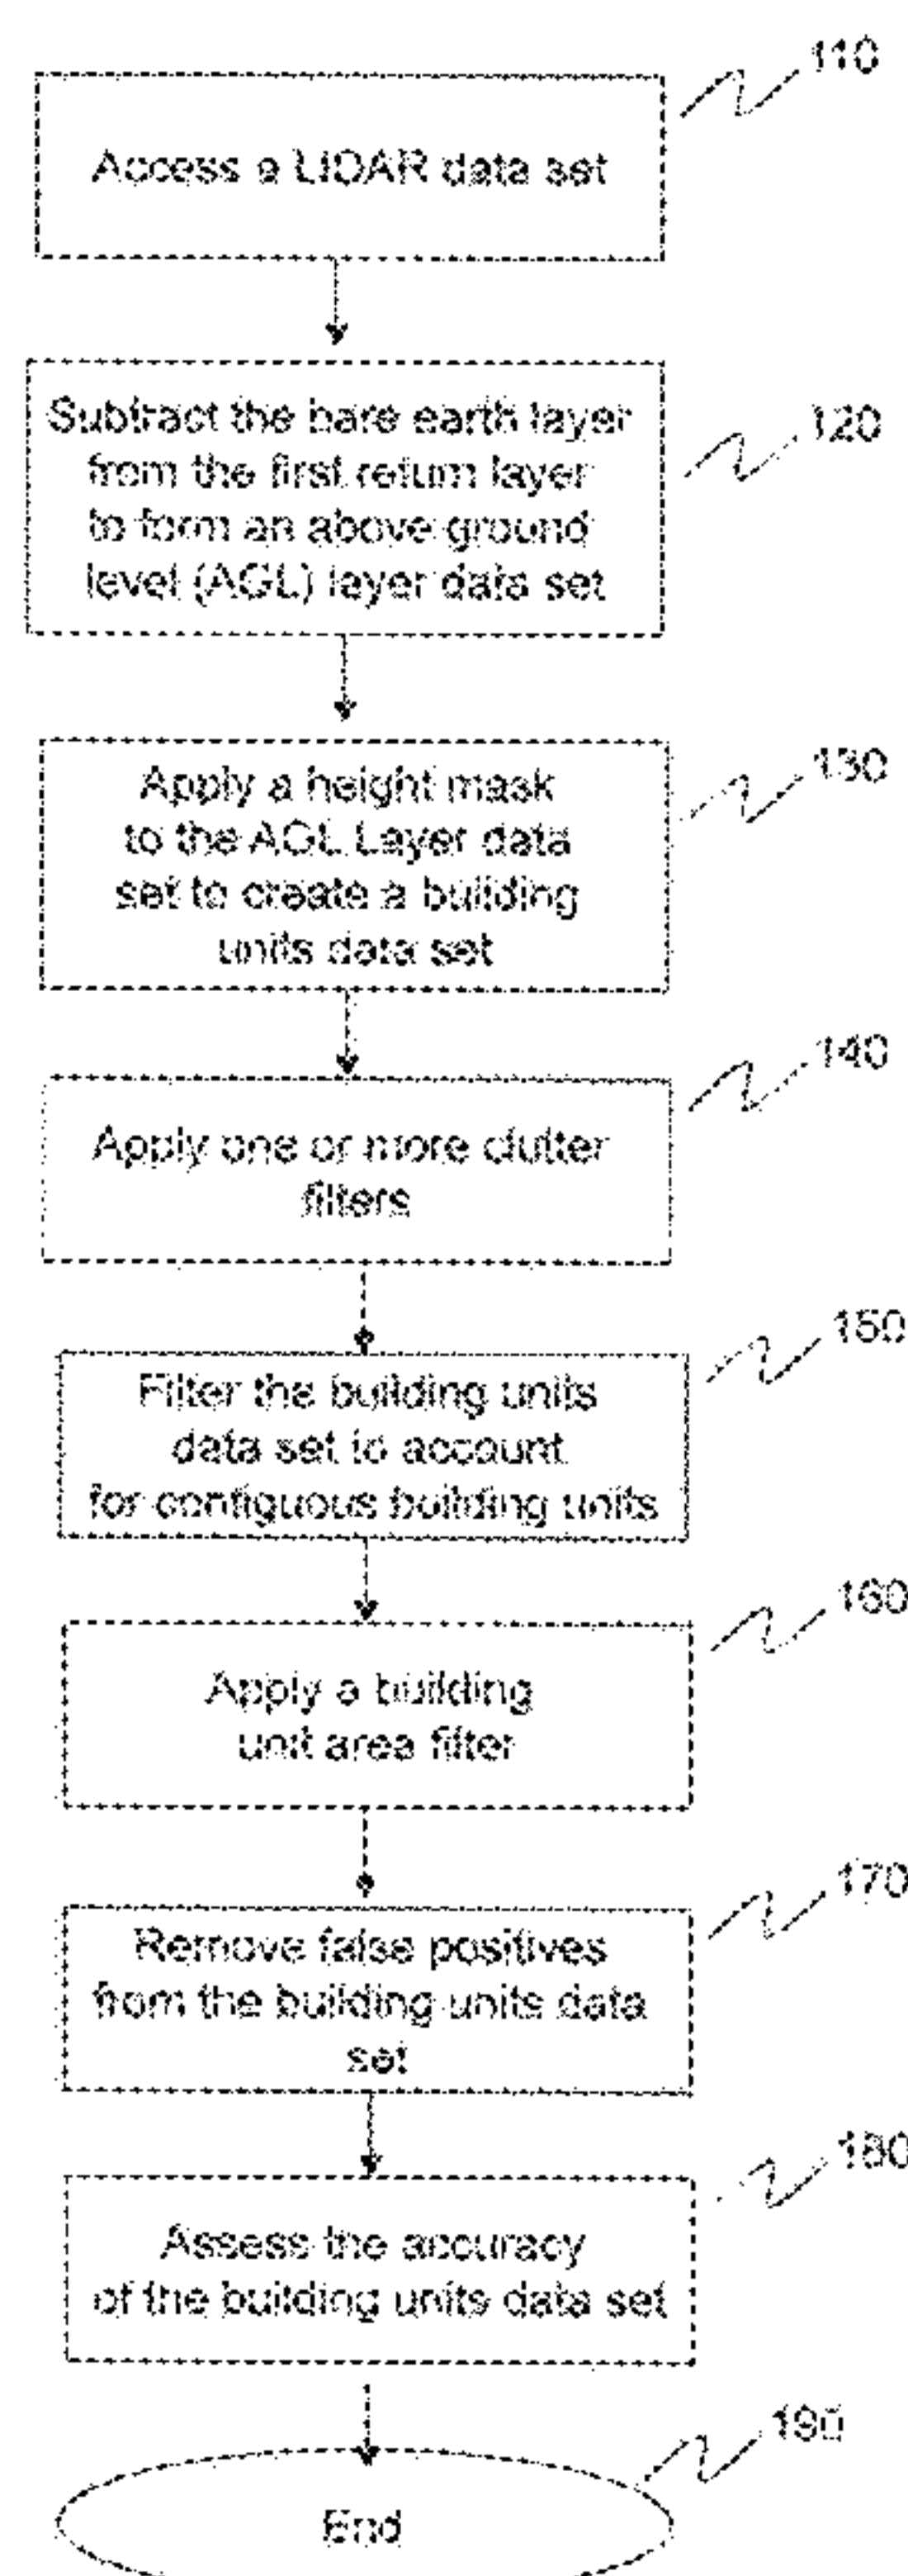 110
Access a LIDAR data set
Subtract the bare earth layer
from the first return layer
to form an above ground
level (AGL) layer data set
120
Apply a height mask
to the AGL Layer data
set to create a building
units data set
130
Apply one or more clutter
filters
140
Filter the building units
data set to account
for contiguous building units
150
Apply a building
unit area filter
160
Remove false positives
from the building units data
set
170
Assess the accuracy
of the building units data set
180
End
190